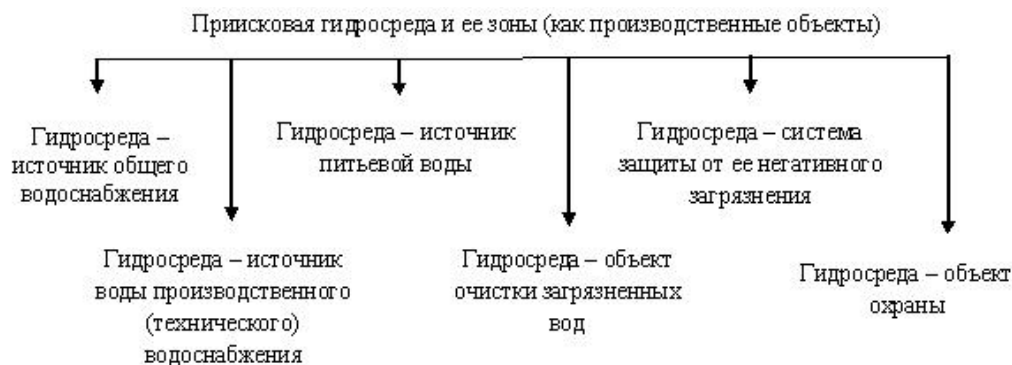 Приисковая гидросреда и ее зоны (как производственные объекты)
Гидросреда –
источник общего
водоснабжения
Гидросреда – источник
питьевой воды
Гидросреда – система
защиты от ее негативного
загрязнения
Гидросреда – источник
воды производственного
(технического)
водоснабжения
Гидросреда – объект
очистки загрязненных
вод
Гидросреда – объект
охраны